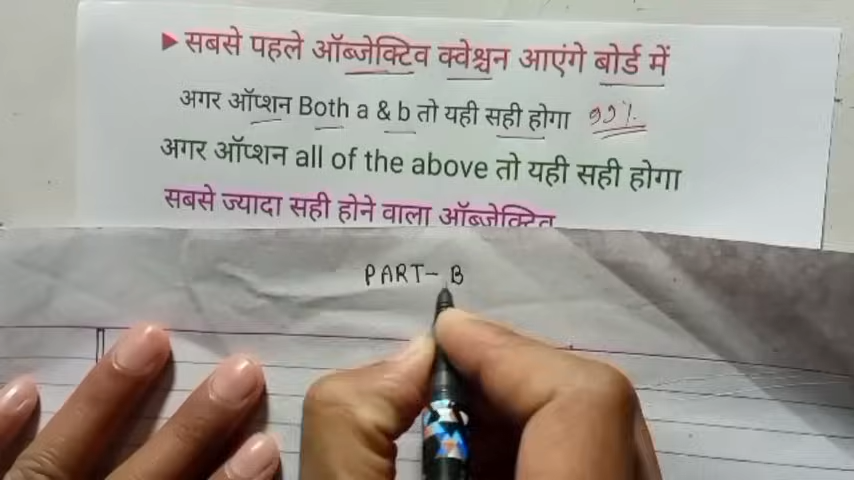 ▶ सबसे पहले ऑब्जेक्टिव क्वेश्चन आएंगे बोर्ड में
अगर ऑप्शन Both a & b तो यही सही होगा 99%
अगर ऑप्शन all of the above तो यही सही होगा
सबसे ज्यादा सही होने वाला ऑब्जेक्टिव
PART- B